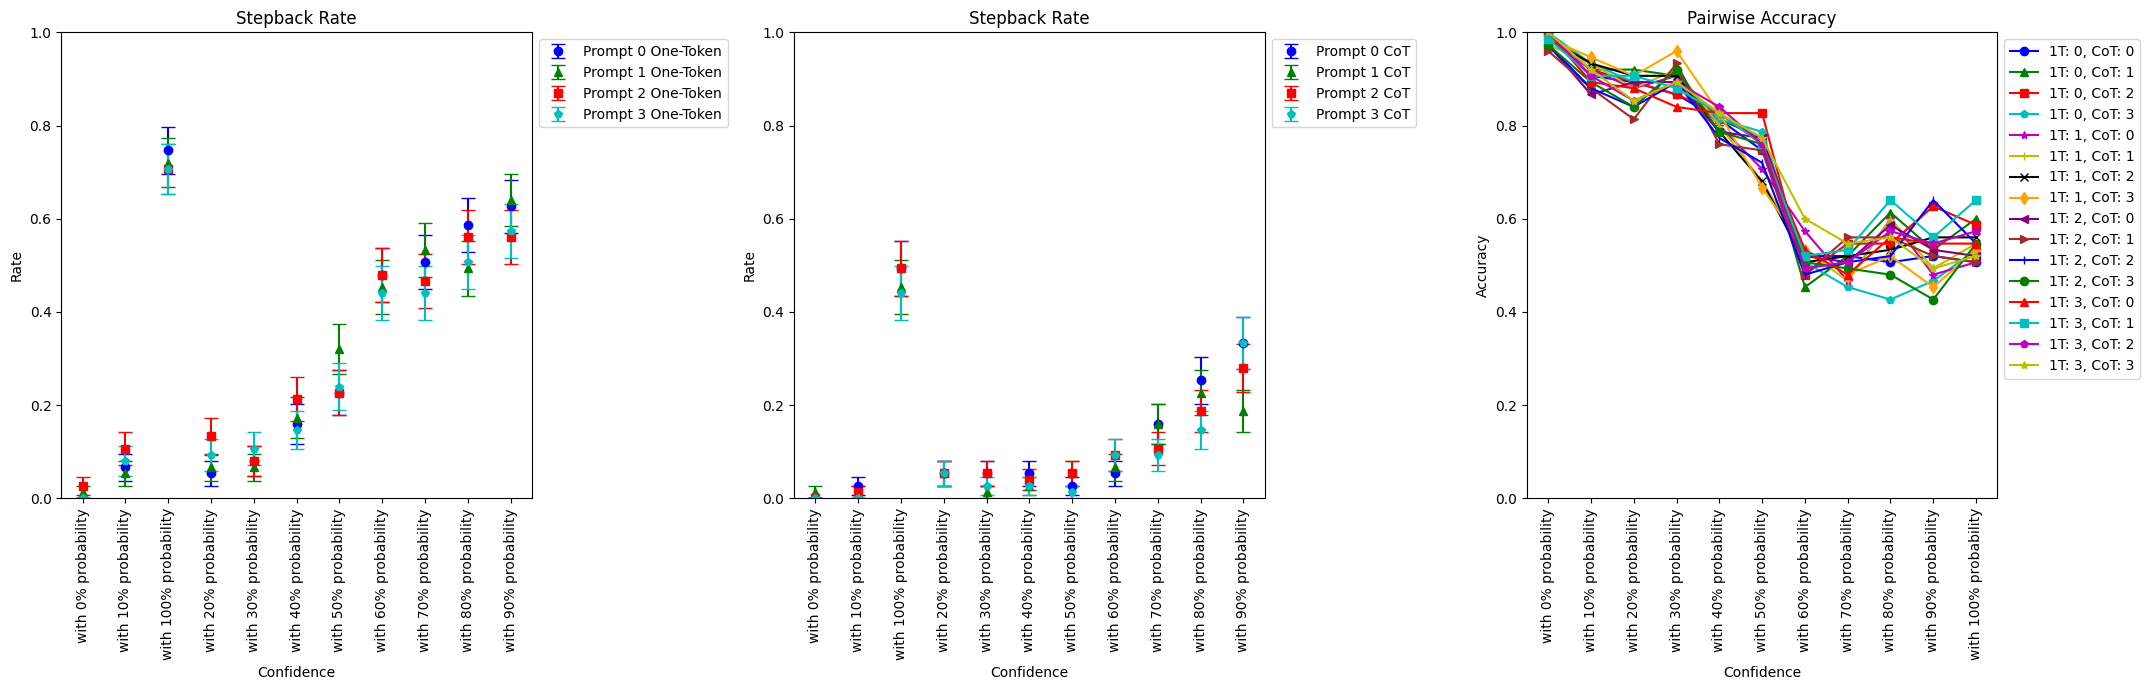 Stepback Rate
1.0
0.8
0.6
0.4
0.2
0.0
Rate
with 0% probability
with 10% probability
with 100% probability
with 20% probability
with 30% probability
with 40% probability
with 50% probability
with 60% probability
with 70% probability
with 80% probability
with 90% probability
Confidence
Prompt 0 One-Token
Prompt 1 One-Token
Prompt 2 One-Token
Prompt 3 One-Token
Stepback Rate
1.0
0.8
0.6
0.4
0.2
0.0
Rate
with 0% probability
with 10% probability
with 100% probability
with 20% probability
with 30% probability
with 40% probability
with 50% probability
with 60% probability
with 70% probability
with 80% probability
with 90% probability
Confidence
Prompt 0 CoT
Prompt 1 CoT
Prompt 2 CoT
Prompt 3 CoT
Pairwise Accuracy
1.0
0.8
0.6
0.4
0.2
0.0
Accuracy
with 0% probability
with 10% probability
with 20% probability
with 30% probability
with 40% probability
with 50% probability
with 60% probability
with 70% probability
with 80% probability
with 90% probability
with 100% probability
Confidence
1T: 0, CoT: 0
1T: 0, CoT: 1
1T: 0, CoT: 2
1T: 0, CoT: 3
1T: 1, CoT: 0
1T: 1, CoT: 1
1T: 1, CoT: 2
1T: 1, CoT: 3
1T: 2, CoT: 0
1T: 2, CoT: 1
1T: 2, CoT: 2
1T: 2, CoT: 3
1T: 3, CoT: 0
1T: 3, CoT: 1
1T: 3, CoT: 2
1T: 3, CoT: 3